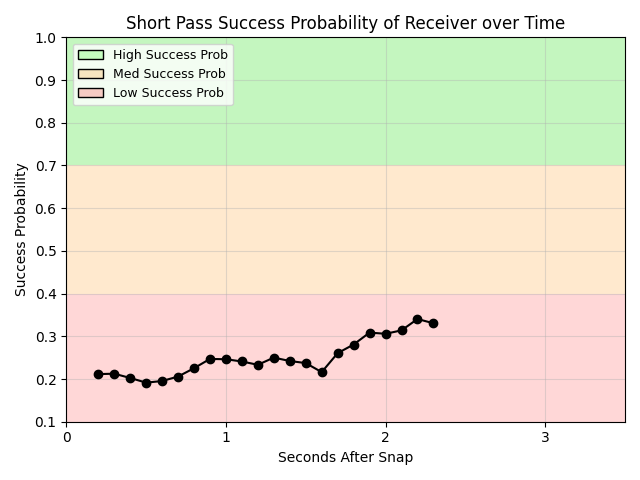 Short Pass Success Probability of Receiver over Time
High Success Prob
Med Success Prob
Low Success Prob
Success Probability
1.0
0.9
0.8
0.7
0.6
0.5
0.4
0.3
0.2
0.1
0 1 2 3
Seconds After Snap